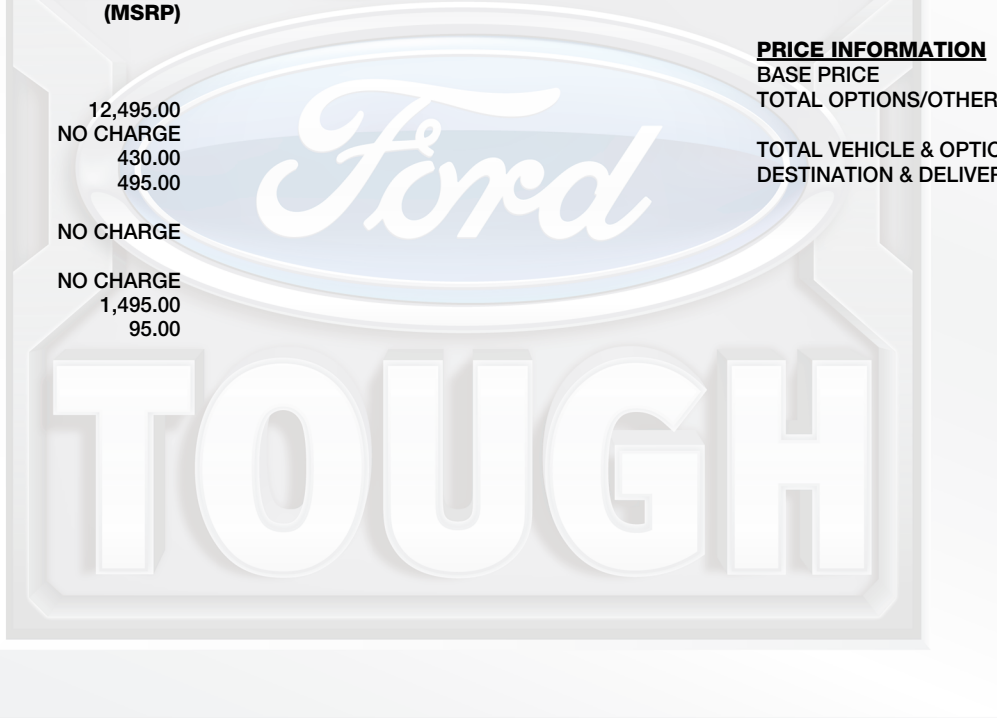 (MSRP)
12,495.00
NO CHARGE
430.00
495.00
NO CHARGE
NO CHARGE
1,495.00
95.00
PRICE INFORMATION
BASE PRICE
TOTAL OPTIONS/OTHER
TOTAL VEHICLE & OPTIO
DESTINATION & DELIVER
Ford
TOUGH